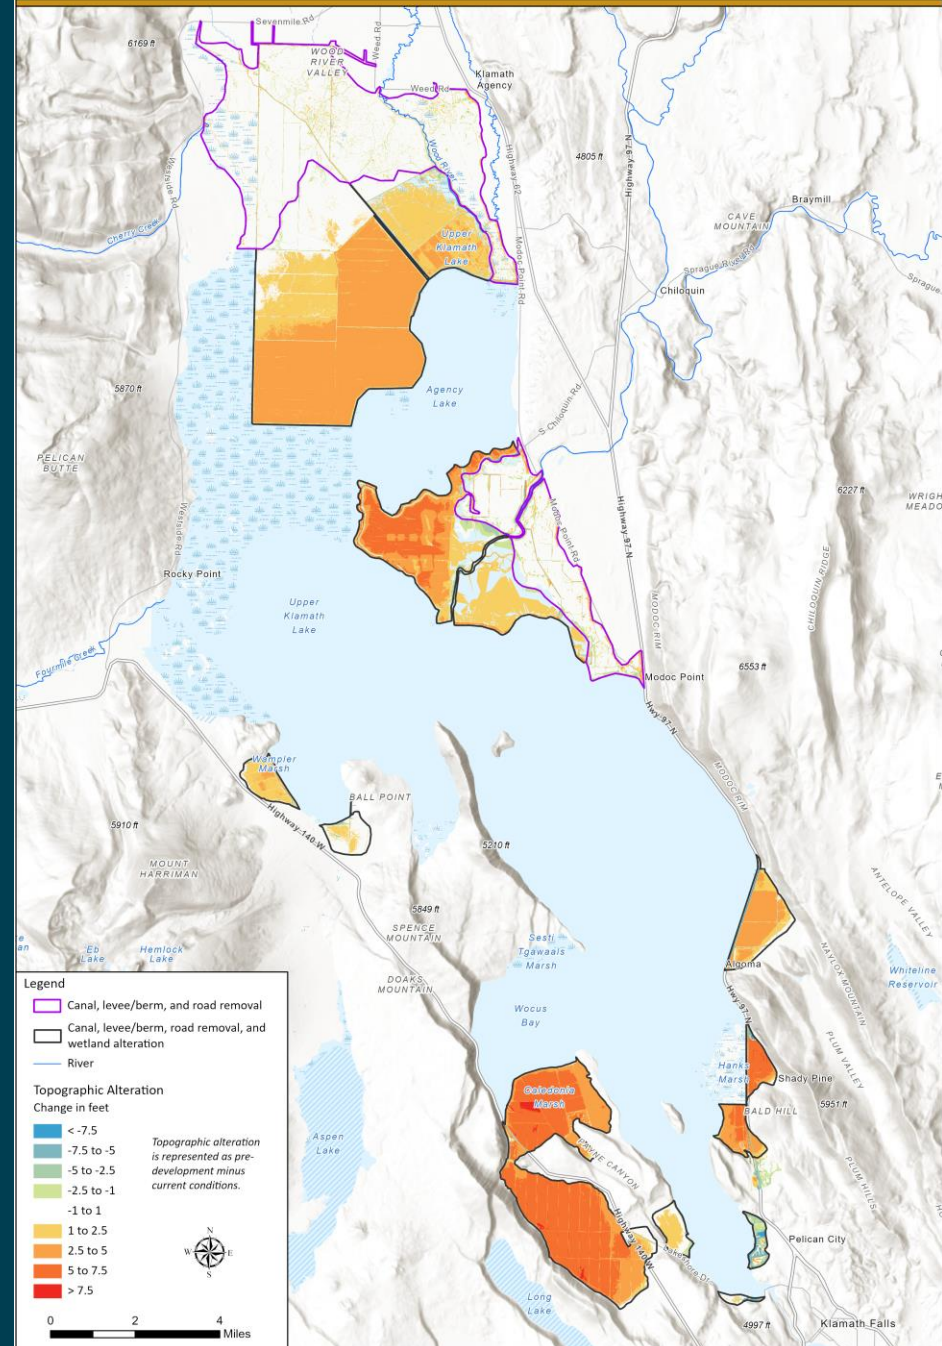 Sevenmile Rd
6169 ft
WOOD
RIVER
VALLEY
Weed Rd
Klamath
Agency
Weed Rd
Highway 62
Highway 97 N
4805 ft
Westside Rd
Wood River
Braymill
CAVE
MOUNTAIN
Cherry Creek
Upper
Klamath
Lake
Modoc Point Rd
Sprague River Rd
Sprague
Chiloquin
5870 ft
Agency
Lake
S Chiloquin Rd
PELICAN
BUTTE
6227 ft
WRIGH
MEADO
Westside Rd
Modoc Point Rd
Highway 97 N
Rocky Point
CHILOQUIN RIDGE
Upper
Klamath
Lake
MODOC RIM
Fourmile Creek
6553 ft
Modoc Point
Hwy 97 N
Wampler
Marsh
MODOC RIM
BALL POINT
Highway 140 W
5910 ft
5210 ft
MOUNT
HARRIMAN
ANTELOPE VALLEY
5849 ft
SPENCE
MOUNTAIN
Eb
Lake
Hemlock
Lake
Sesti
Tgawaals
Marsh
Algoma
NAYLOX MOUNTAIN
Whiteline
Reservoir
DOAKS
MOUNTAIN
Hwy 97 N
Wocus
Bay
PLUM VALLEY
Hanks
Marsh
Shady Pine
Caledonia
Marsh
5951 ft
BALD HILL
Aspen
Lake
PAYNE CANYON
PLUM HILLS
Highway 140 W
Lakeshore Dr
Pelican City
Long
Lake
4997 ft
Klamath Falls
Legend
Canal, levee/berm, and road removal
Canal, levee/berm, road removal, and
wetland alteration
River
Topographic Alteration
Change in feet
< -7.5
-7.5 to -5
-5 to -2.5
-2.5 to -1
-1 to 1
1 to 2.5
2.5 to 5
5 to 7.5
> 7.5
Topographic alteration
is represented as pre-
development minus
current conditions.
N
W E
S
0 2 4
Miles